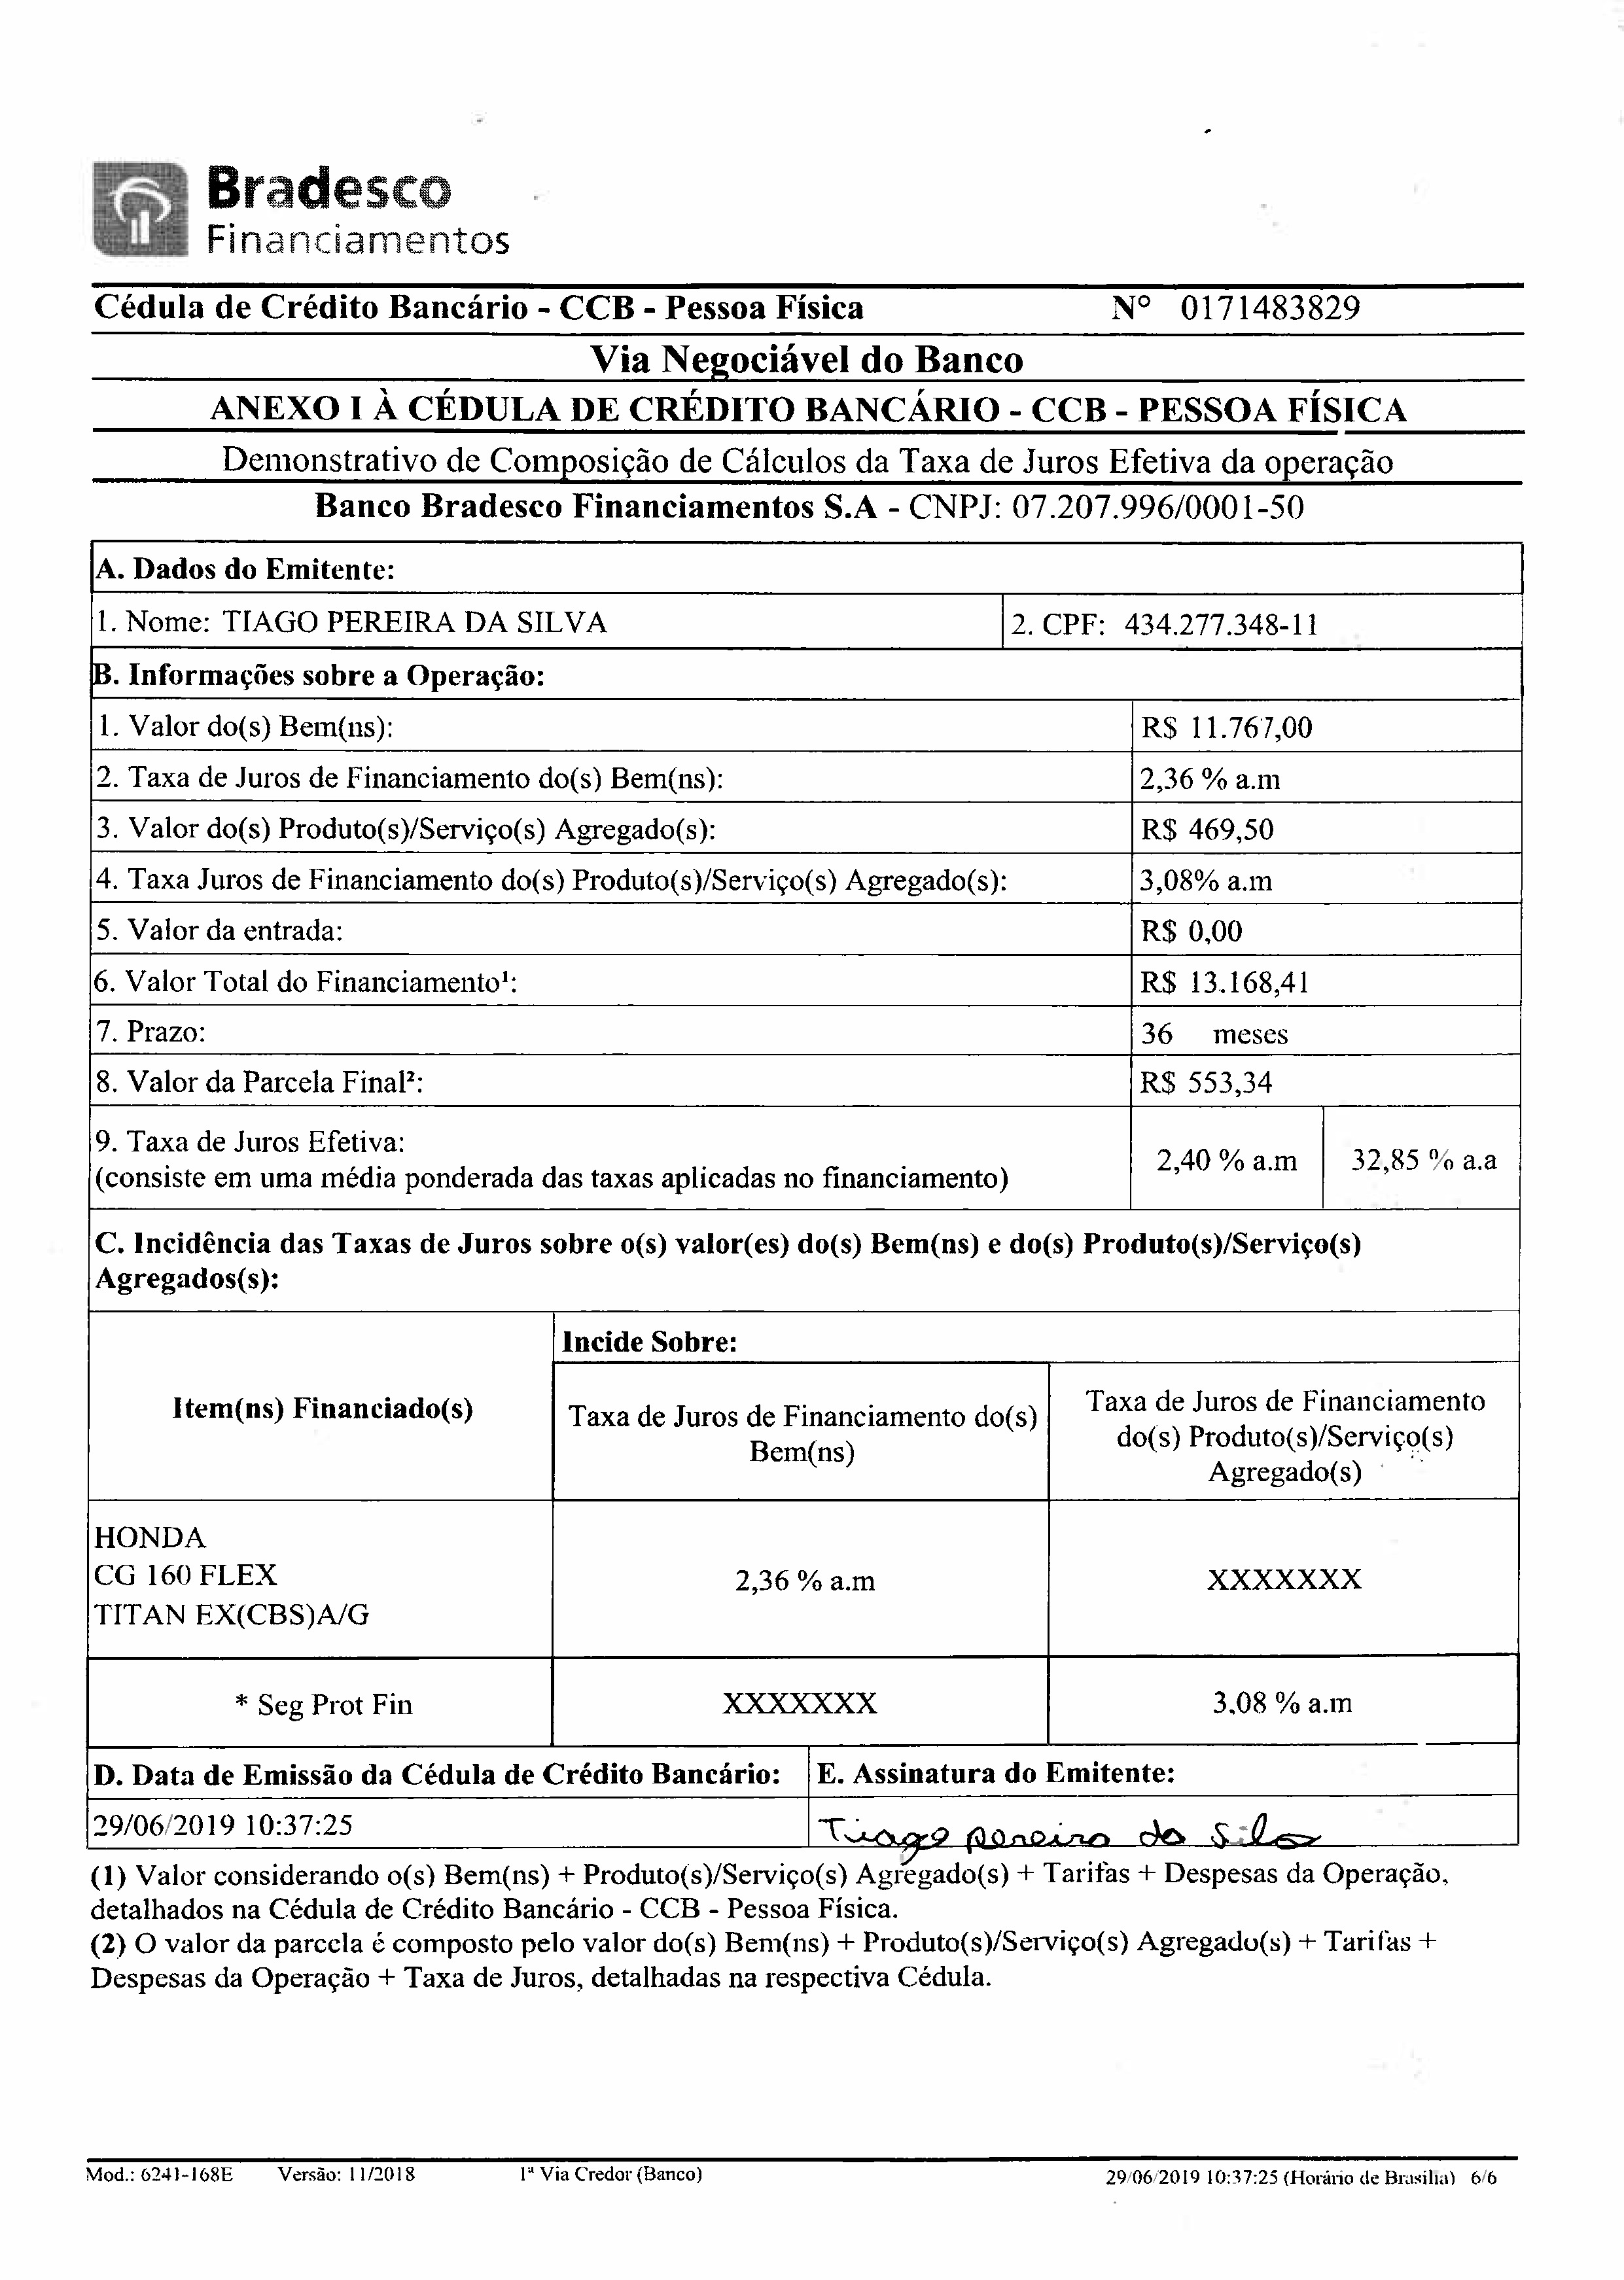 Bradesco
Financiamentos
Cédula de Crédito Bancário - CCB - Pessoa Física Nº 0171483829
Via Negociável do Banco
ANEXO I À CÉDULA DE CRÉDITO BANCÁRIO - CCB - PESSOA FÍSICA
Demonstrativo de Composição de Cálculos da Taxa de Juros Efetiva da operação
Banco Bradesco Financiamentos S.A - CNPJ: 07.207.996/0001-50
A. Dados do Emitente:
1. Nome: TIAGO PEREIRA DA SILVA 2. CPF: 434.277.348-11
B. Informações sobre a Operação:
1. Valor do(s) Bem(ns): R$ 11.767,00
2. Taxa de Juros de Financiamento do(s) Bem(ns): 2,36 % a.m
3. Valor do(s) Produto(s)/Serviço(s) Agregado(s): R$ 469,50
4. Taxa Juros de Financiamento do(s) Produto(s)/Serviço(s) Agregado(s): 3,08% a.m
5. Valor da entrada: R$ 0,00
6. Valor Total do Financiamento¹: R$ 13.168,41
7. Prazo: 36 meses
8. Valor da Parcela Final²: R$ 553,34
9. Taxa de Juros Efetiva:
(consiste em uma média ponderada das taxas aplicadas no financiamento) 2,40 % a.m 32,85 % a.a
C. Incidência das Taxas de Juros sobre o(s) valor(es) do(s) Bem(ns) e do(s) Produto(s)/Serviço(s)
Agregados(s):
Item(ns) Financiado(s)
Incide Sobre:
Taxa de Juros de Financiamento do(s)
Bem(ns)
Taxa de Juros de Financiamento
do(s) Produto(s)/Serviço(s)
Agregado(s)
HONDA
CG 160 FLEX
TITAN EX(CBS)A/G
2,36 % a.m XXXXXXX
* Seg Prot Fin XXXXXXX 3,08 % a.m
D. Data de Emissão da Cédula de Crédito Bancário: E. Assinatura do Emitente:
29/06/2019 10:37:25 Tiago pereira da Silva
(1) Valor considerando o(s) Bem(ns) + Produto(s)/Serviço(s) Agregado(s) + Tarifas + Despesas da Operação,
detalhados na Cédula de Crédito Bancário - CCB - Pessoa Física.
(2) O valor da parcela é composto pelo valor do(s) Bem(ns) + Produto(s)/Serviço(s) Agregado(s) + Tarifas +
Despesas da Operação + Taxa de Juros, detalhadas na respectiva Cédula.
Mod.: 6241-168E Versão: 11/2018 1ª Via Credor (Banco) 29/06/2019 10:37:25 (Horário de Brasília) 6/6